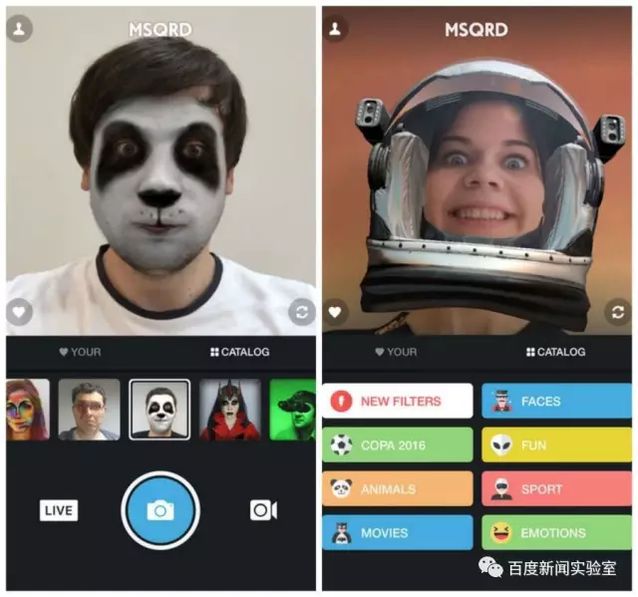 MSQRD
YOUR
CATALOG
LIVE
MSQRD
YOUR
CATALOG
NEW FILTERS
FACES
COPA 2016
FUN
ANIMALS
SPORT
MOVIES
EMOTIONS
百度新闻实验室